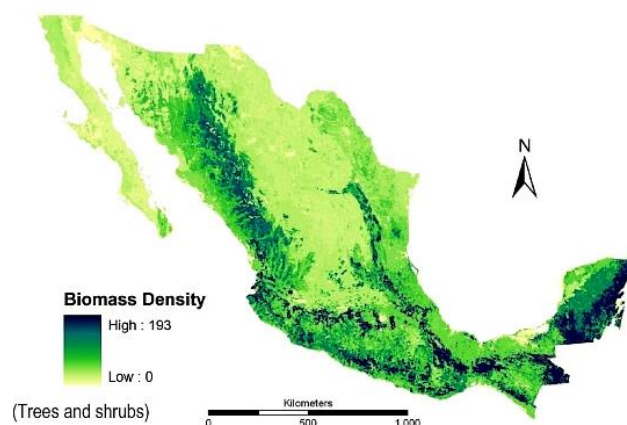 N
Biomass Density
High : 193
Low : 0
(Trees and shrubs)
Kilometers
0 500 1,000